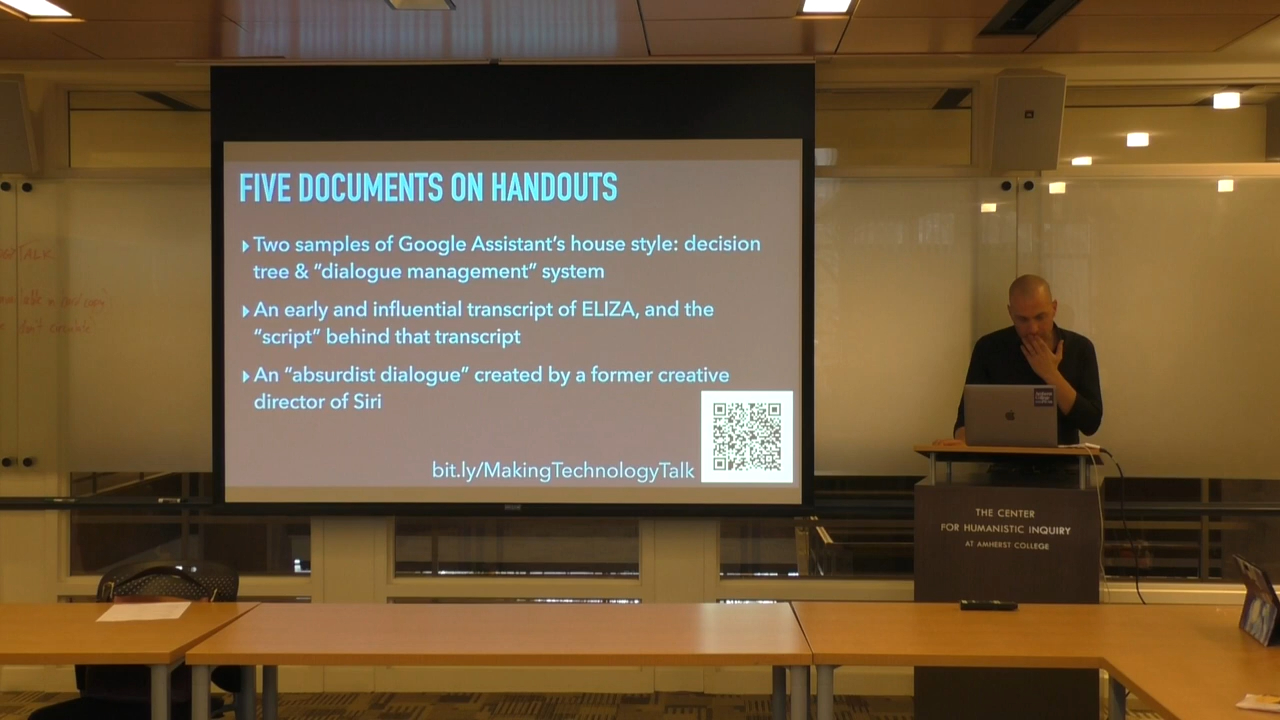 FIVE DOCUMENTS ON HANDOUTS
Two samples of Google Assistant's house style: decision
tree & "dialogue management" system
An early and influential transcript of ELIZA, and the
"script" behind that transcript
An "absurdist dialogue" created by a former creative
director of Siri
bit.ly/MakingTechnologyTalk
THE CENTER
FOR HUMANISTIC INQUIRY
AT AMHERST COLLEGE